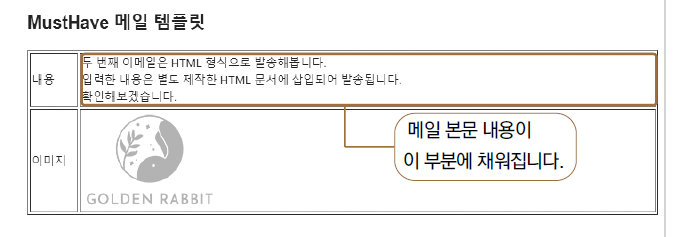 MustHave 메일 템플릿
내용
두 번째 이메일은 HTML 형식으로 발송해봅니다.
입력한 내용은 별도 제작한 HTML 문서에 삽입되어 발송됩니다.
확인해보겠습니다.
메일 본문 내용이
이 부분에 채워집니다.
이미지
GOLDEN RABBIT